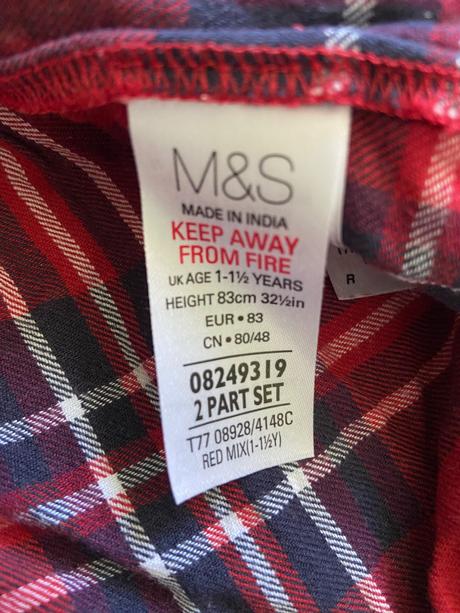 M&S
MADE IN INDIA
KEEP AWAY
FROM FIRE
UK AGE 1-1½ YEARS
HEIGHT 83cm 32½in
EUR • 83
CN • 80/48
08249319
2 PART SET
T77 08928/4148C
RED MIX(1-1½Y)
R